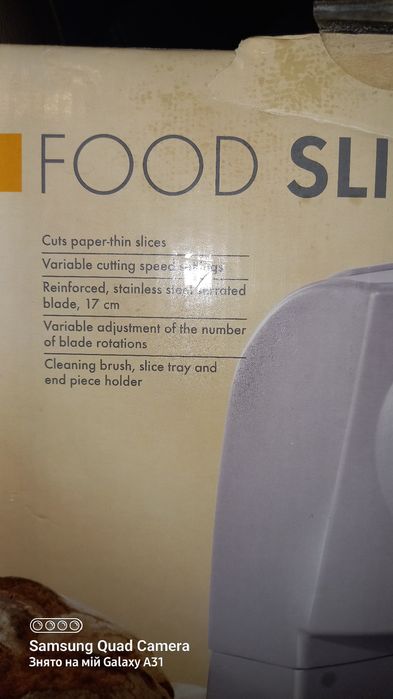 FOOD SLI
Cuts paper-thin slices
Variable cutting speed settings
Reinforced, stainless steel serrated
blade, 17 cm
Variable adjustment of the number
of blade rotations
Cleaning brush, slice tray and
end piece holder
Samsung Quad Camera
Знято на мій Galaxy A31